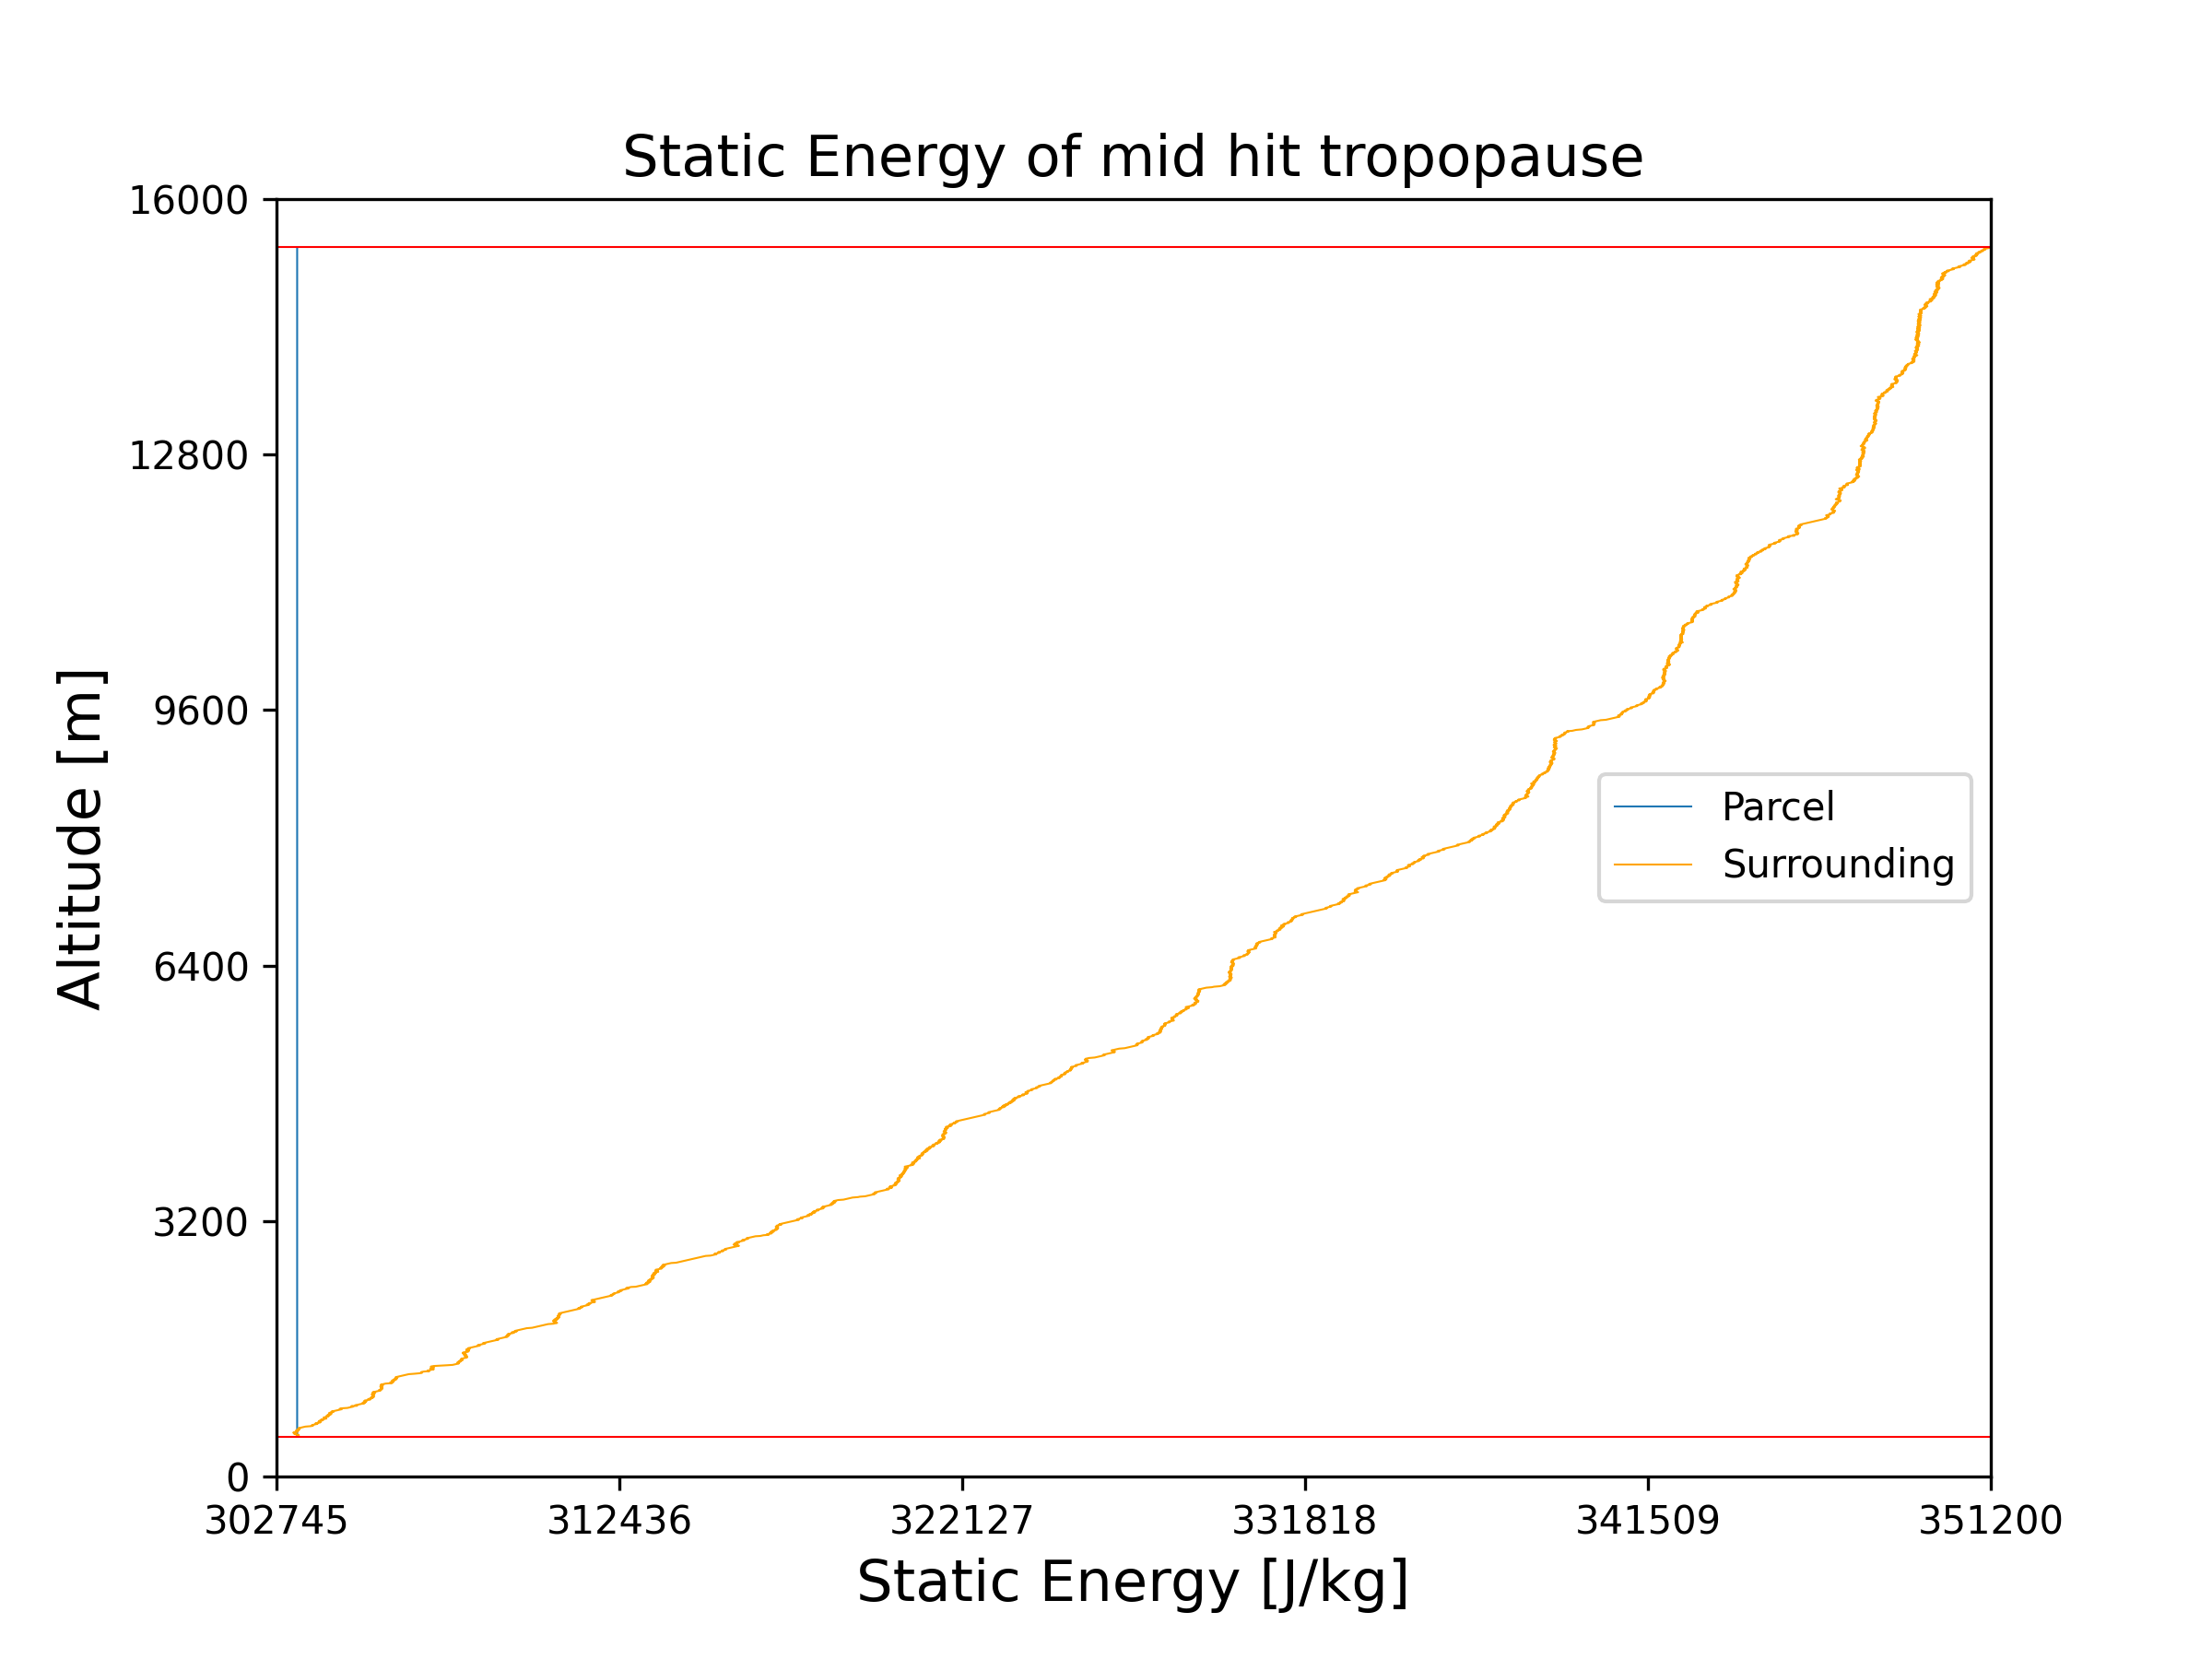 Static Energy of mid hit tropopause
16000
12800
9600
6400
3200
0
Altitude [m]
Parcel
Surrounding
302745 312436 322127 331818 341509 351200
Static Energy [J/kg]